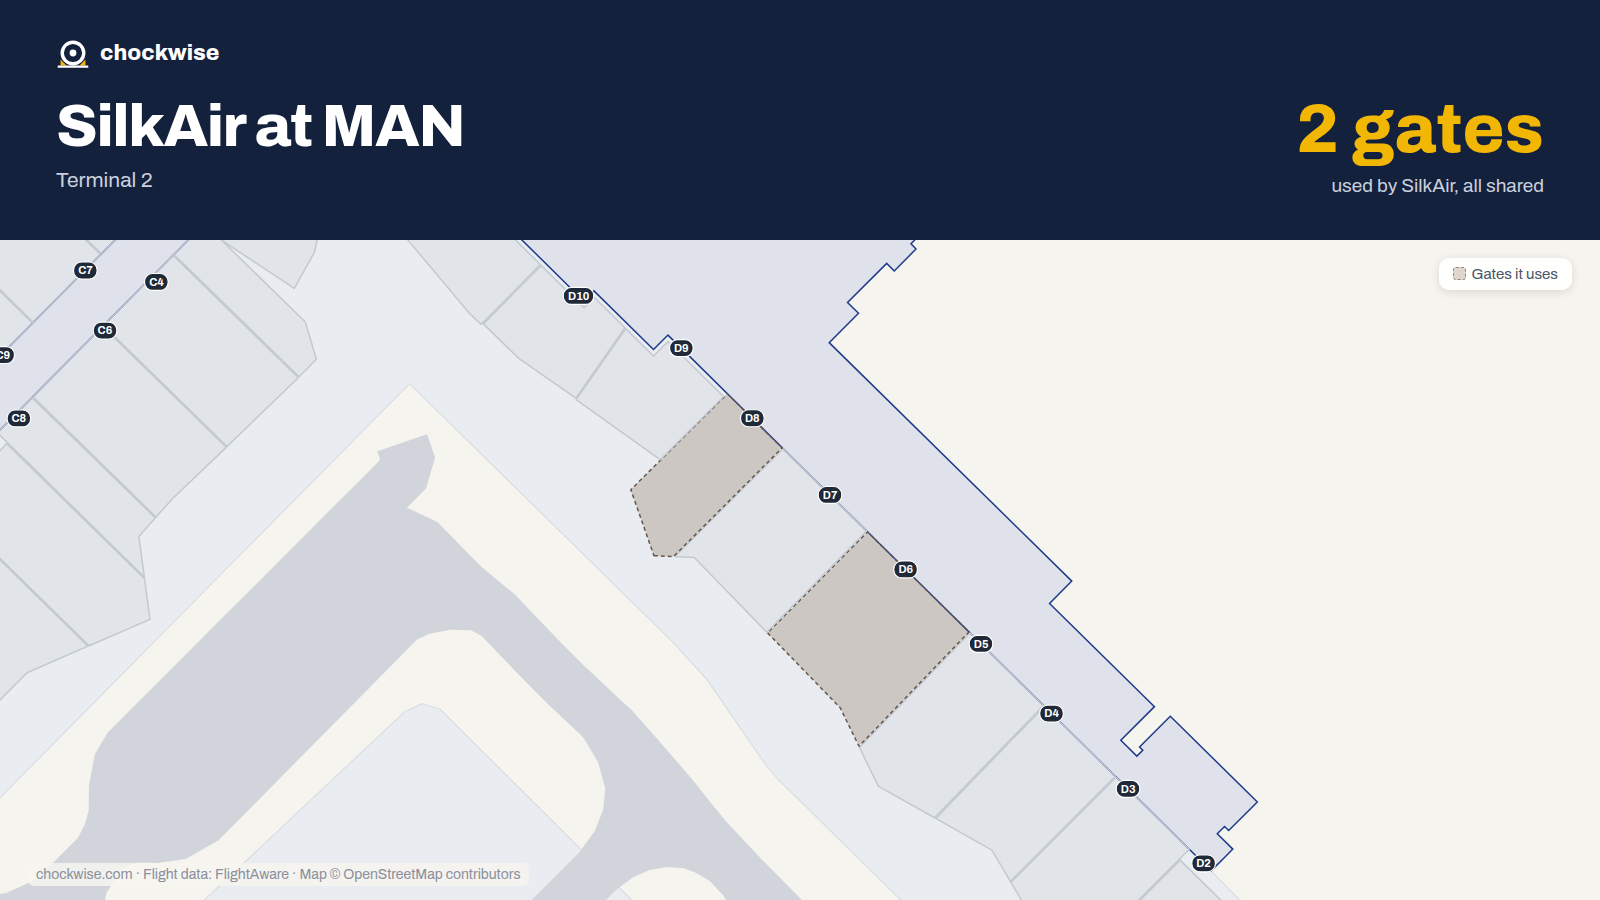 chockwise
SilkAir at MAN
Terminal 2
2 gates
used by SilkAir, all shared
Gates it uses
C7
C4
C6
C9
C8
D10
D9
D8
D7
D6
D5
D4
D3
D2
chockwise.com · Flight data: FlightAware · Map © OpenStreetMap contributors